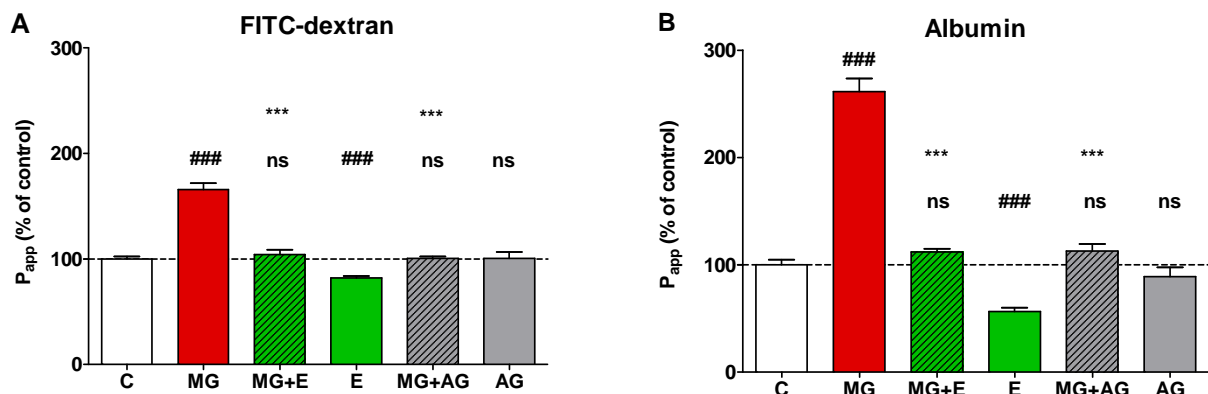 A
FITC-dextran
300
200
100
0
Papp (% of control)
***
***
###
ns
###
ns
ns
C MG MG+E E MG+AG AG
B
Albumin
300
200
100
0
Papp (% of control)
###
***
***
ns
###
ns
ns
C MG MG+E E MG+AG AG